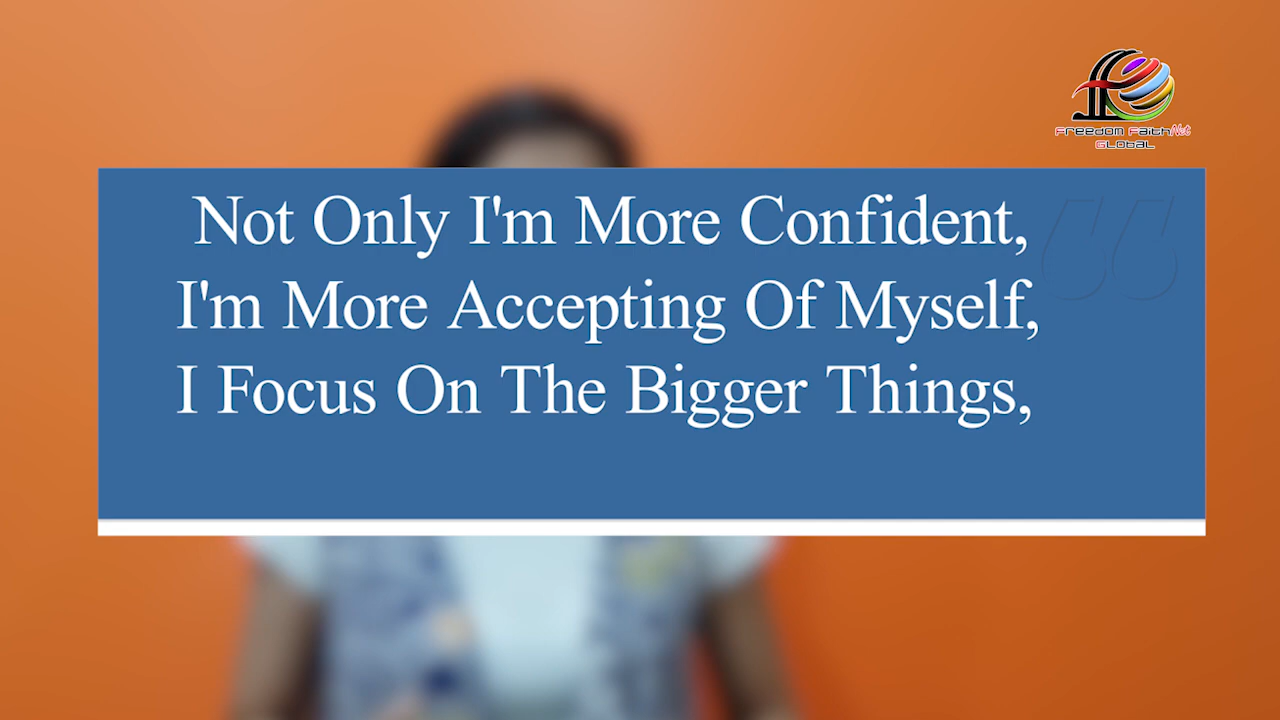 Freedom FaithNet
Global
Not Only I'm More Confident,
I'm More Accepting Of Myself,
I Focus On The Bigger Things,